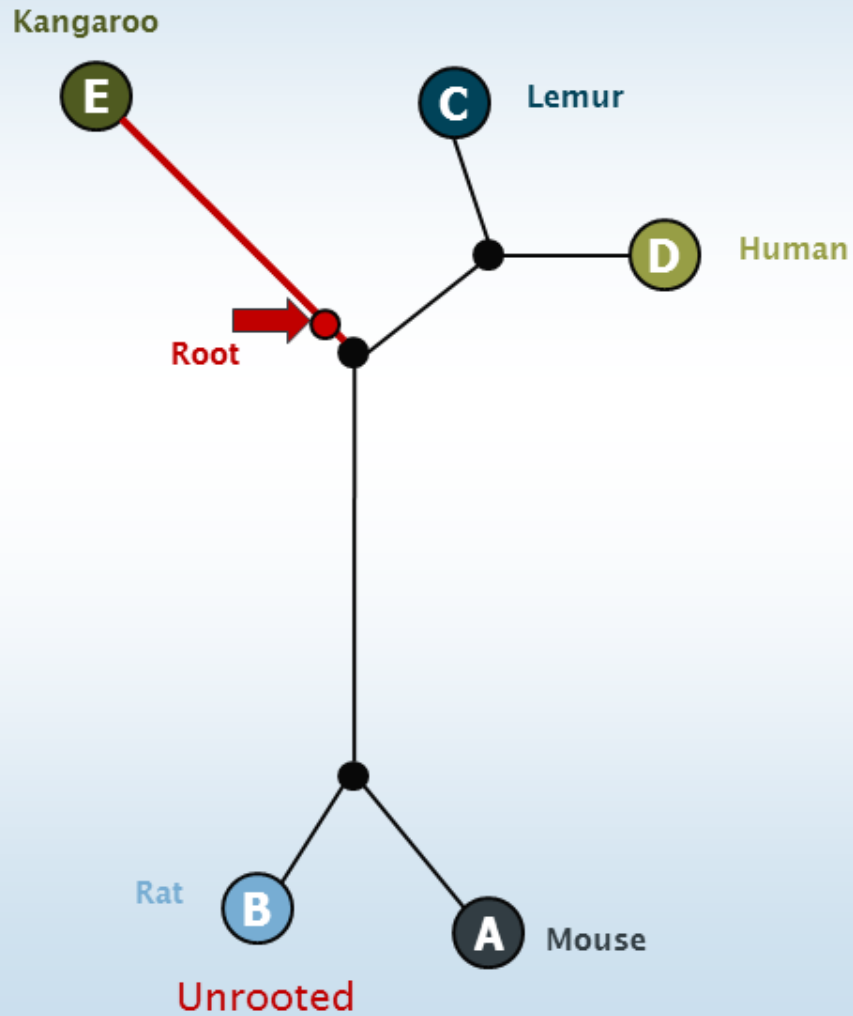 Kangaroo
E
C
Lemur
D
Human
Root
Rat
B
A
Mouse
Unrooted